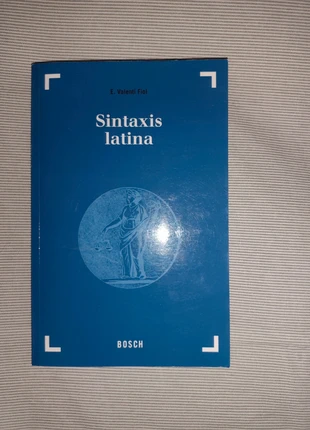 E. Valentí Fiol
Sintaxis
latina
BOSCH